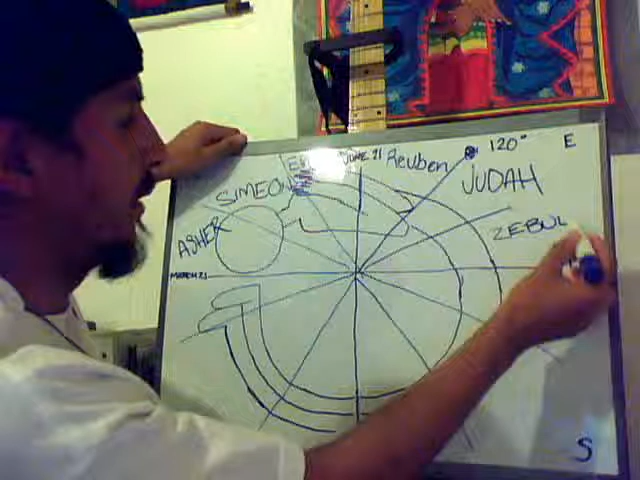 120° E
JUNE 21 Reuben
JUDAH
SIMEON
ZEBUL
ASHER
MARCH 21
S